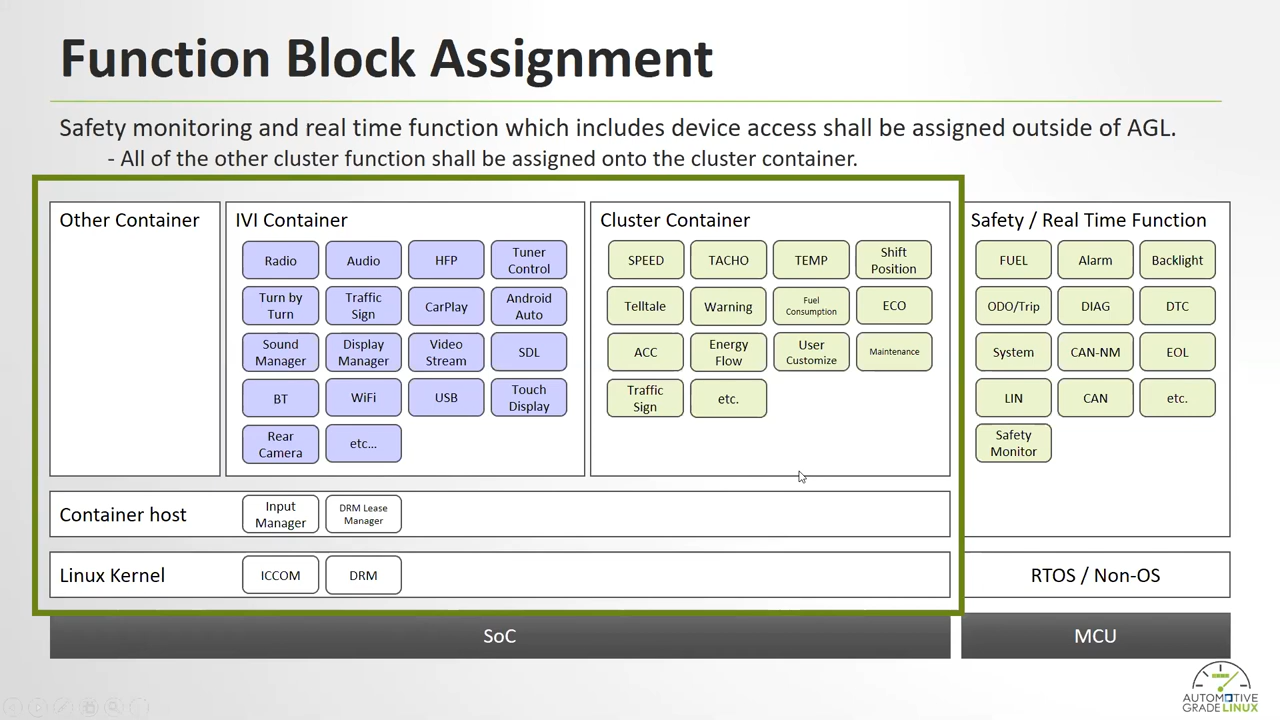 Function Block Assignment
Safety monitoring and real time function which includes device access shall be assigned outside of AGL.
- All of the other cluster function shall be assigned onto the cluster container.
Other Container
IVI Container
Radio
Audio
HFP
Tuner
Control
Turn by
Turn
Traffic
Sign
CarPlay
Android
Auto
Sound
Manager
Display
Manager
Video
Stream
SDL
BT
WiFi
USB
Touch
Display
Rear
Camera
etc...
Cluster Container
SPEED
TACHO
TEMP
Shift
Position
Telltale
Warning
Fuel
Consumption
ECO
ACC
Energy
Flow
User
Customize
Maintenance
Traffic
Sign
etc.
Safety / Real Time Function
FUEL
Alarm
Backlight
ODO/Trip
DIAG
DTC
System
CAN-NM
EOL
LIN
CAN
etc.
Safety
Monitor
Container host
Input
Manager
DRM Lease
Manager
Linux Kernel
ICCOM
DRM
RTOS / Non-OS
SoC
MCU
AUTOMOTIVE
GRADE LINUX